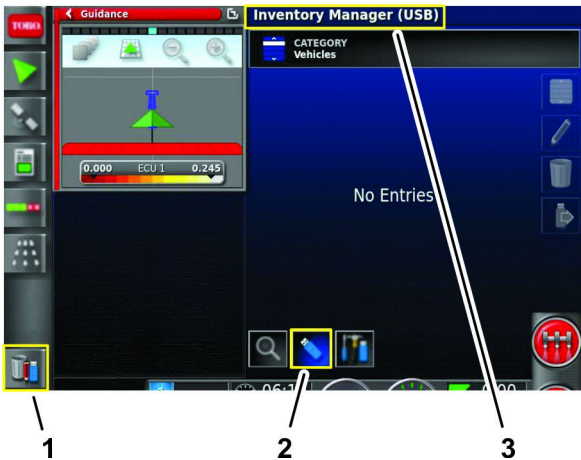 TORO
Guidance
Inventory Manager (USB)
CATEGORY
Vehicles
0.000 ECU 1 0.245
No Entries
1
2
3